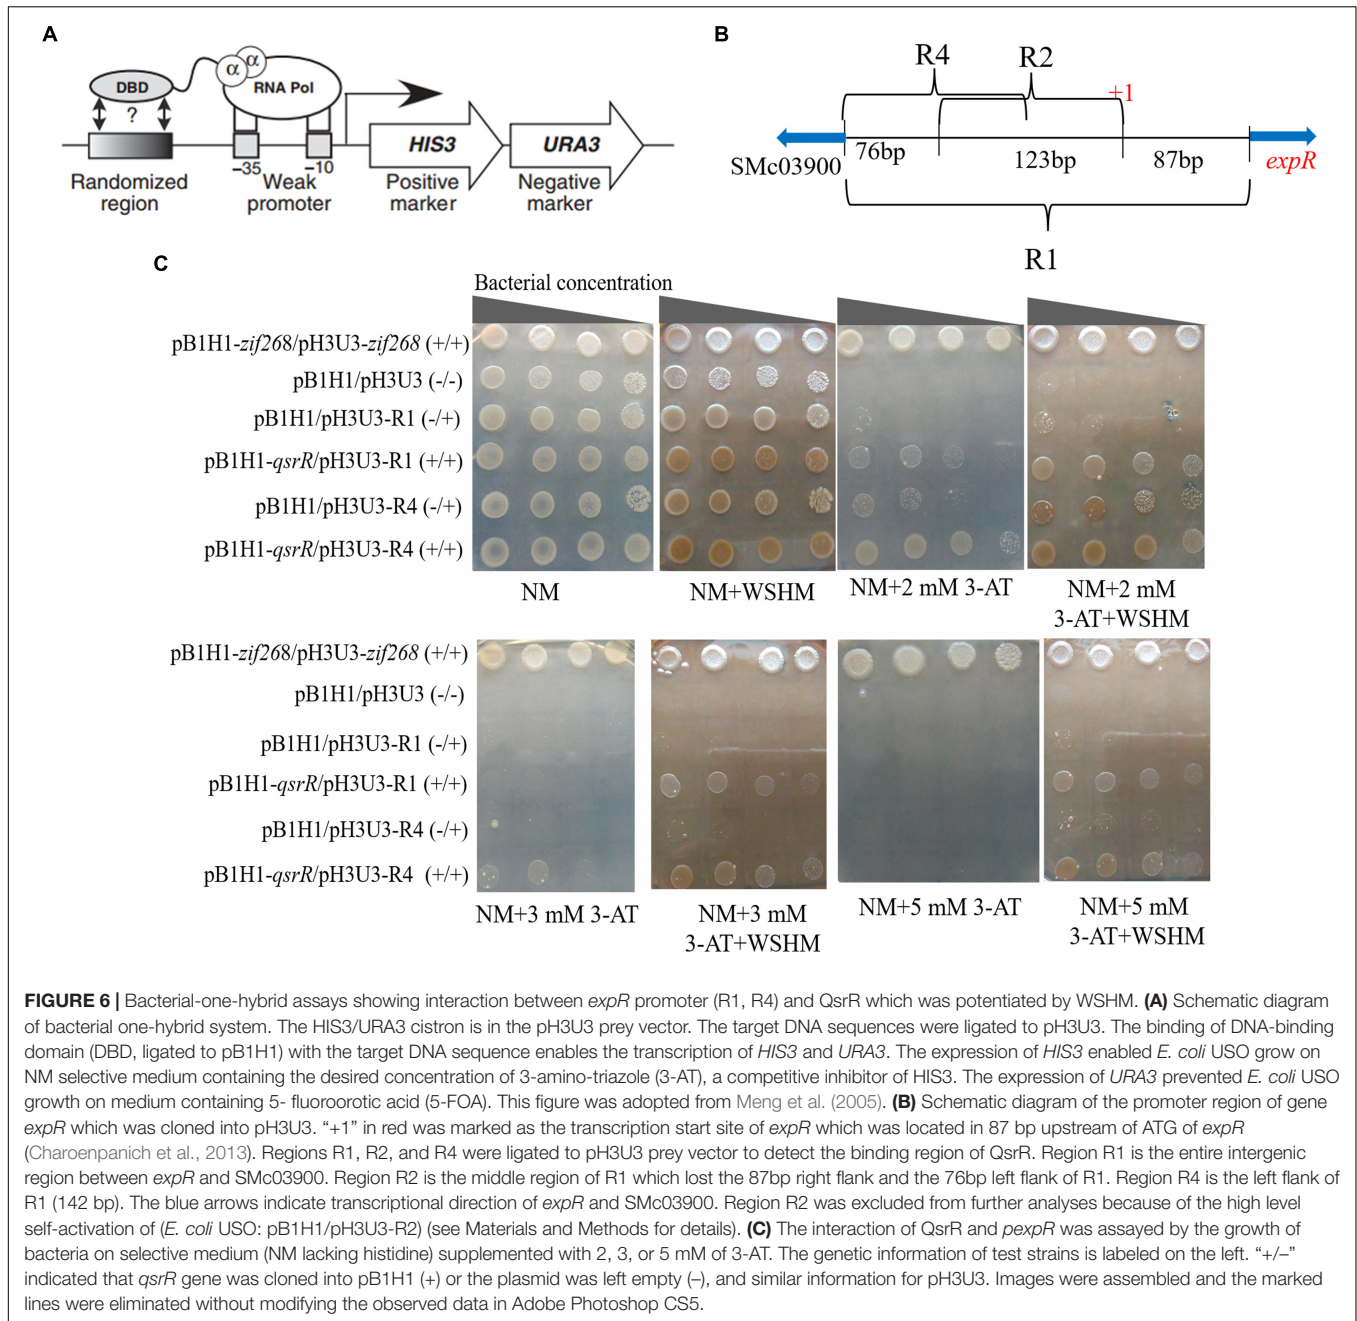 A
DBD
α
α
RNA Pol
?
HIS3
URA3
–35
–10
Randomized
region
Weak
promoter
Positive
marker
Negative
marker
B
R4
R2
+1
SMc03900
76bp
123bp
87bp
expR
R1
C
Bacterial concentration
pB1H1-zif268/pH3U3-zif268 (+/+)
pB1H1/pH3U3 (-/-)
pB1H1/pH3U3-R1 (-/+)
pB1H1-qsrR/pH3U3-R1 (+/+)
pB1H1/pH3U3-R4 (-/+)
pB1H1-qsrR/pH3U3-R4 (+/+)
NM
NM+WSHM
NM+2 mM 3-AT
NM+2 mM
3-AT+WSHM
pB1H1-zif268/pH3U3-zif268 (+/+)
pB1H1/pH3U3 (-/-)
pB1H1/pH3U3-R1 (-/+)
pB1H1-qsrR/pH3U3-R1 (+/+)
pB1H1/pH3U3-R4 (-/+)
pB1H1-qsrR/pH3U3-R4 (+/+)
NM+3 mM 3-AT
NM+3 mM
3-AT+WSHM
NM+5 mM 3-AT
NM+5 mM
3-AT+WSHM
FIGURE 6 | Bacterial-one-hybrid assays showing interaction between expR promoter (R1, R4) and QsrR which was potentiated by WSHM. (A) Schematic diagram
of bacterial one-hybrid system. The HIS3/URA3 cistron is in the pH3U3 prey vector. The target DNA sequences were ligated to pH3U3. The binding of DNA-binding
domain (DBD, ligated to pB1H1) with the target DNA sequence enables the transcription of HIS3 and URA3. The expression of HIS3 enabled E. coli USO grow on
NM selective medium containing the desired concentration of 3-amino-triazole (3-AT), a competitive inhibitor of HIS3. The expression of URA3 prevented E. coli USO
growth on medium containing 5- fluoroorotic acid (5-FOA). This figure was adopted from Meng et al. (2005). (B) Schematic diagram of the promoter region of gene
expR which was cloned into pH3U3. “+1” in red was marked as the transcription start site of expR which was located in 87 bp upstream of ATG of expR
(Charoenpanich et al., 2013). Regions R1, R2, and R4 were ligated to pH3U3 prey vector to detect the binding region of QsrR. Region R1 is the entire intergenic
region between expR and SMc03900. Region R2 is the middle region of R1 which lost the 87bp right flank and the 76bp left flank of R1. Region R4 is the left flank of
R1 (142 bp). The blue arrows indicate transcriptional direction of expR and SMc03900. Region R2 was excluded from further analyses because of the high level
self-activation of (E. coli USO: pB1H1/pH3U3-R2) (see Materials and Methods for details). (C) The interaction of QsrR and pexpR was assayed by the growth of
bacteria on selective medium (NM lacking histidine) supplemented with 2, 3, or 5 mM of 3-AT. The genetic information of test strains is labeled on the left. “+/–”
indicated that qsrR gene was cloned into pB1H1 (+) or the plasmid was left empty (–), and similar information for pH3U3. Images were assembled and the marked
lines were eliminated without modifying the observed data in Adobe Photoshop CS5.